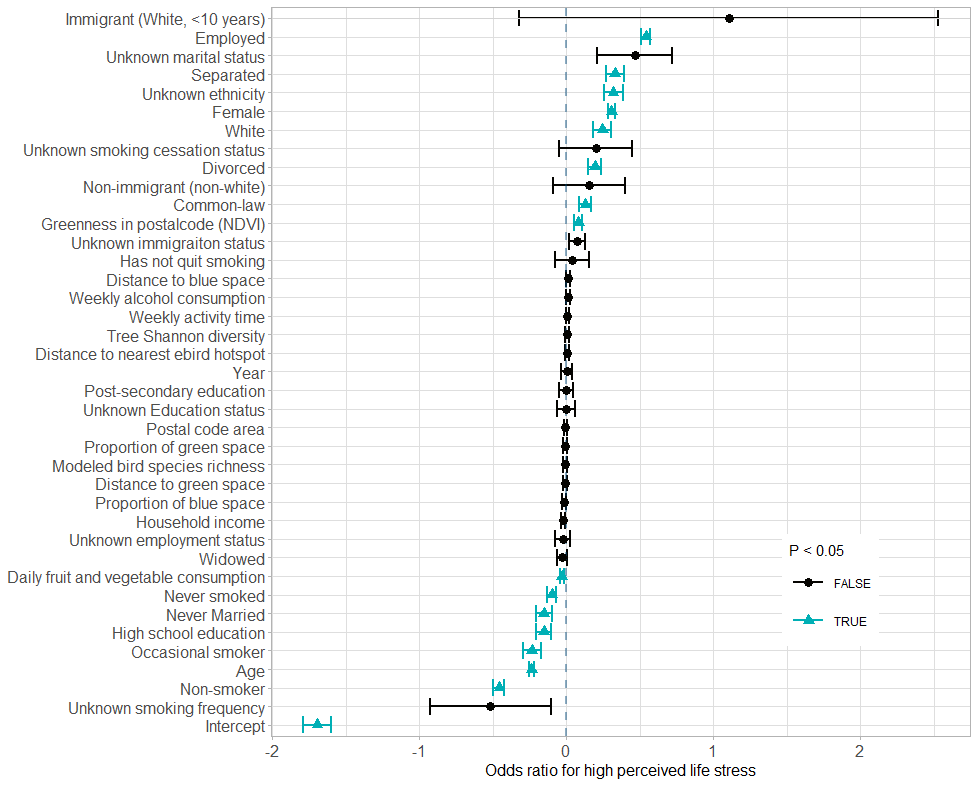 Immigrant (White, <10 years)
Employed
Unknown marital status
Separated
Unknown ethnicity
Female
White
Unknown smoking cessation status
Divorced
Non-immigrant (non-white)
Common-law
Greenness in postalcode (NDVI)
Unknown immigraiton status
Has not quit smoking
Distance to blue space
Weekly alcohol consumption
Weekly activity time
Tree Shannon diversity
Distance to nearest ebird hotspot
Year
Post-secondary education
Unknown Education status
Postal code area
Proportion of green space
Modeled bird species richness
Distance to green space
Proportion of blue space
Household income
Unknown employment status
Widowed
Daily fruit and vegetable consumption
Never smoked
Never Married
High school education
Occasional smoker
Age
Non-smoker
Unknown smoking frequency
Intercept
P < 0.05
FALSE
TRUE
-2 -1 0 1 2
Odds ratio for high perceived life stress